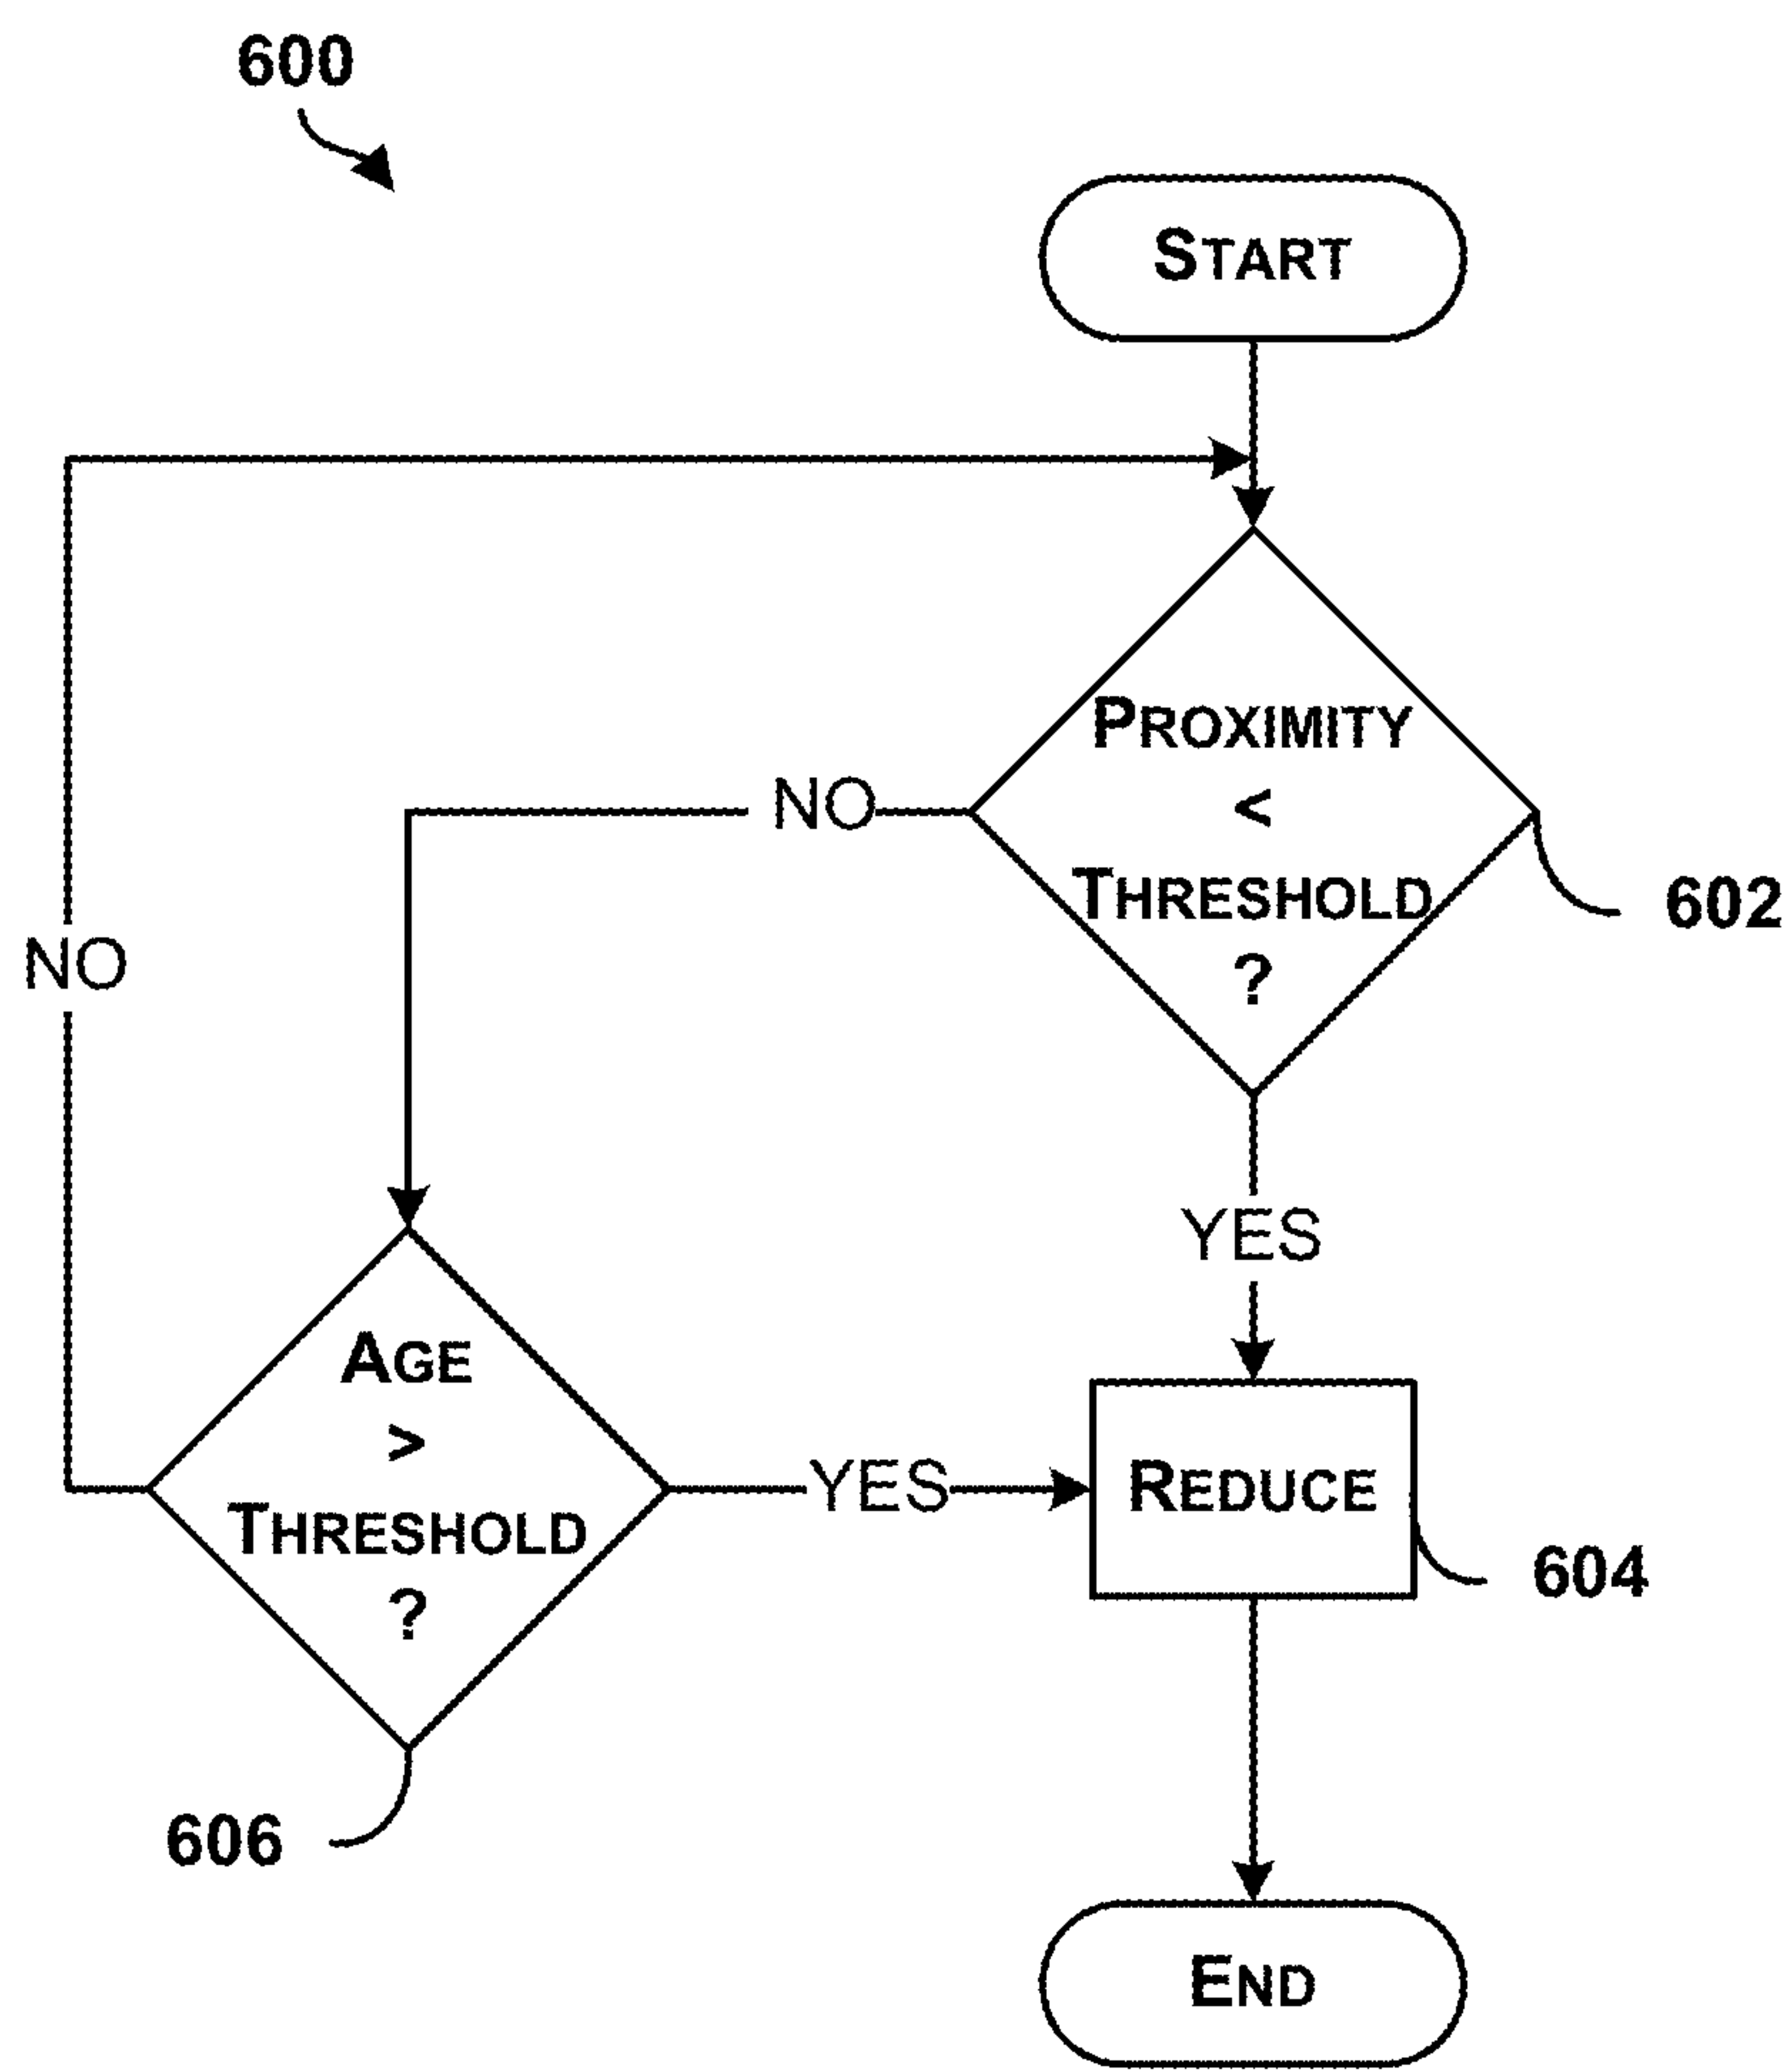 600
START
PROXIMITY
<
THRESHOLD
?
602
NO
NO
YES
AGE
>
THRESHOLD
?
YES
REDUCE
604
606
END